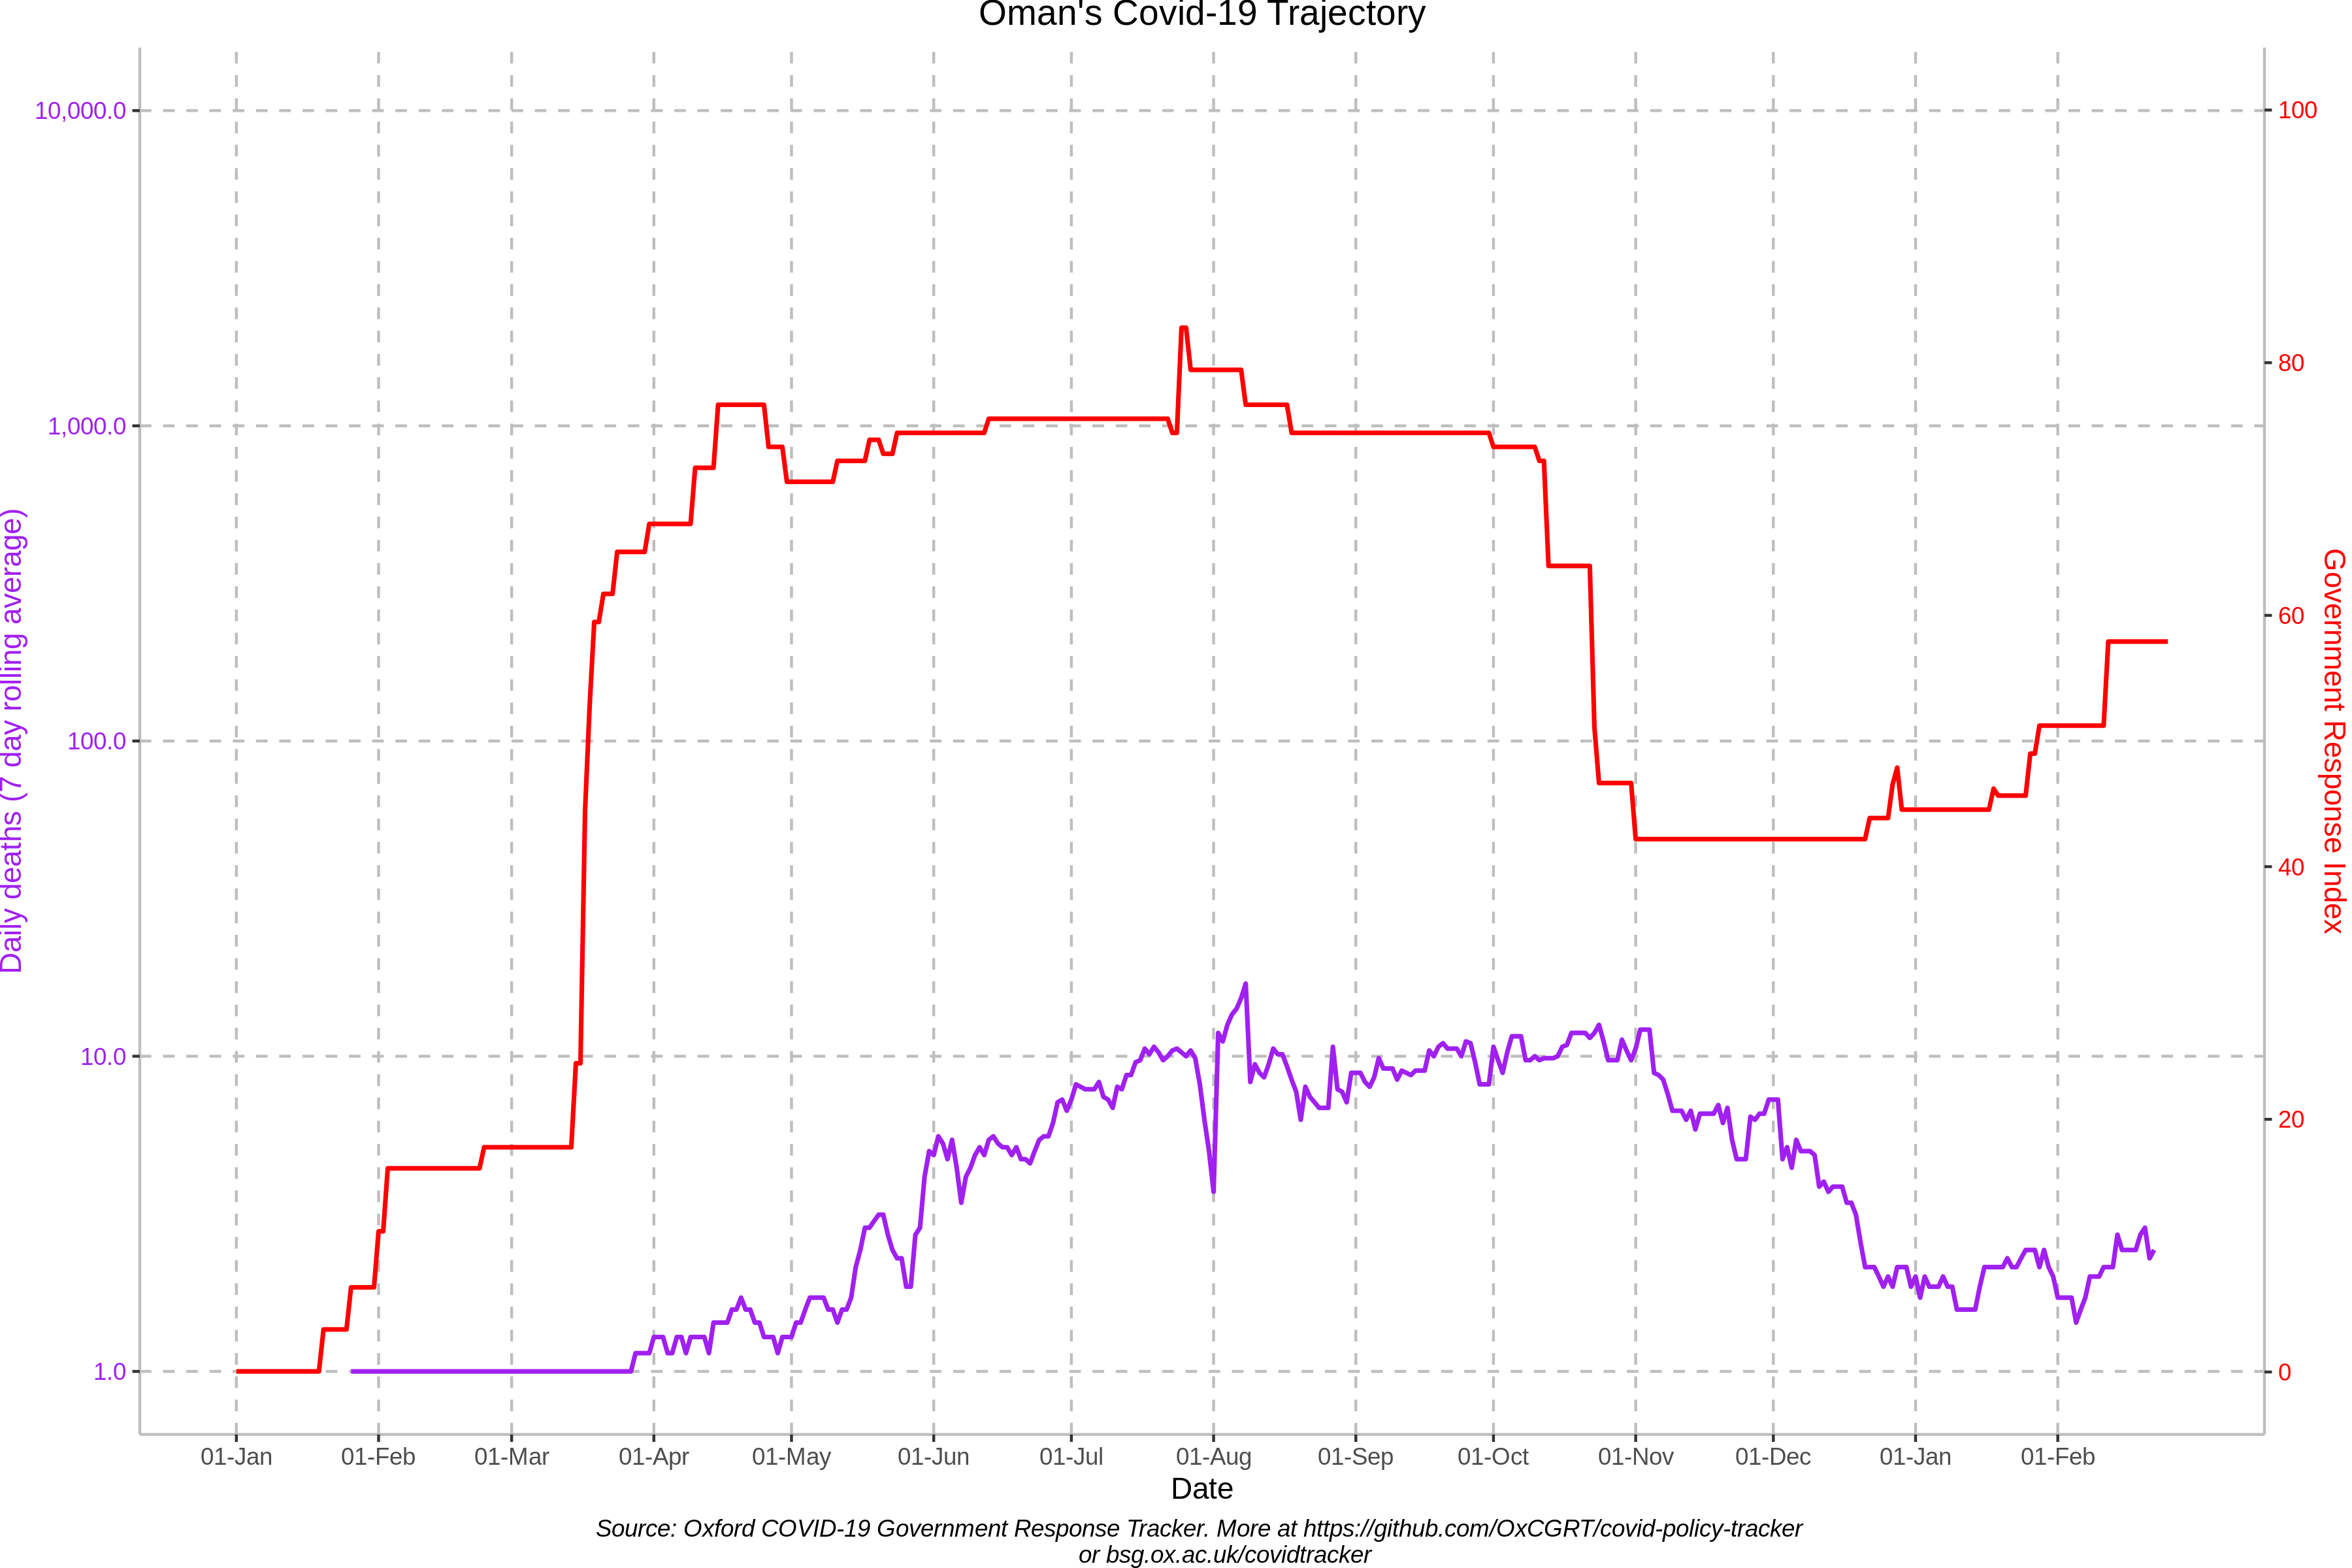 Oman's Covid-19 Trajectory
10,000.0
1,000.0
100.0
10.0
1.0
Daily deaths (7 day rolling average)
100
80
60
40
20
0
Government Response Index
01-Jan 01-Feb 01-Mar 01-Apr 01-May 01-Jun 01-Jul 01-Aug 01-Sep 01-Oct 01-Nov 01-Dec 01-Jan 01-Feb
Date
Source: Oxford COVID-19 Government Response Tracker. More at https://github.com/OxCGRT/covid-policy-tracker
or bsg.ox.ac.uk/covidtracker